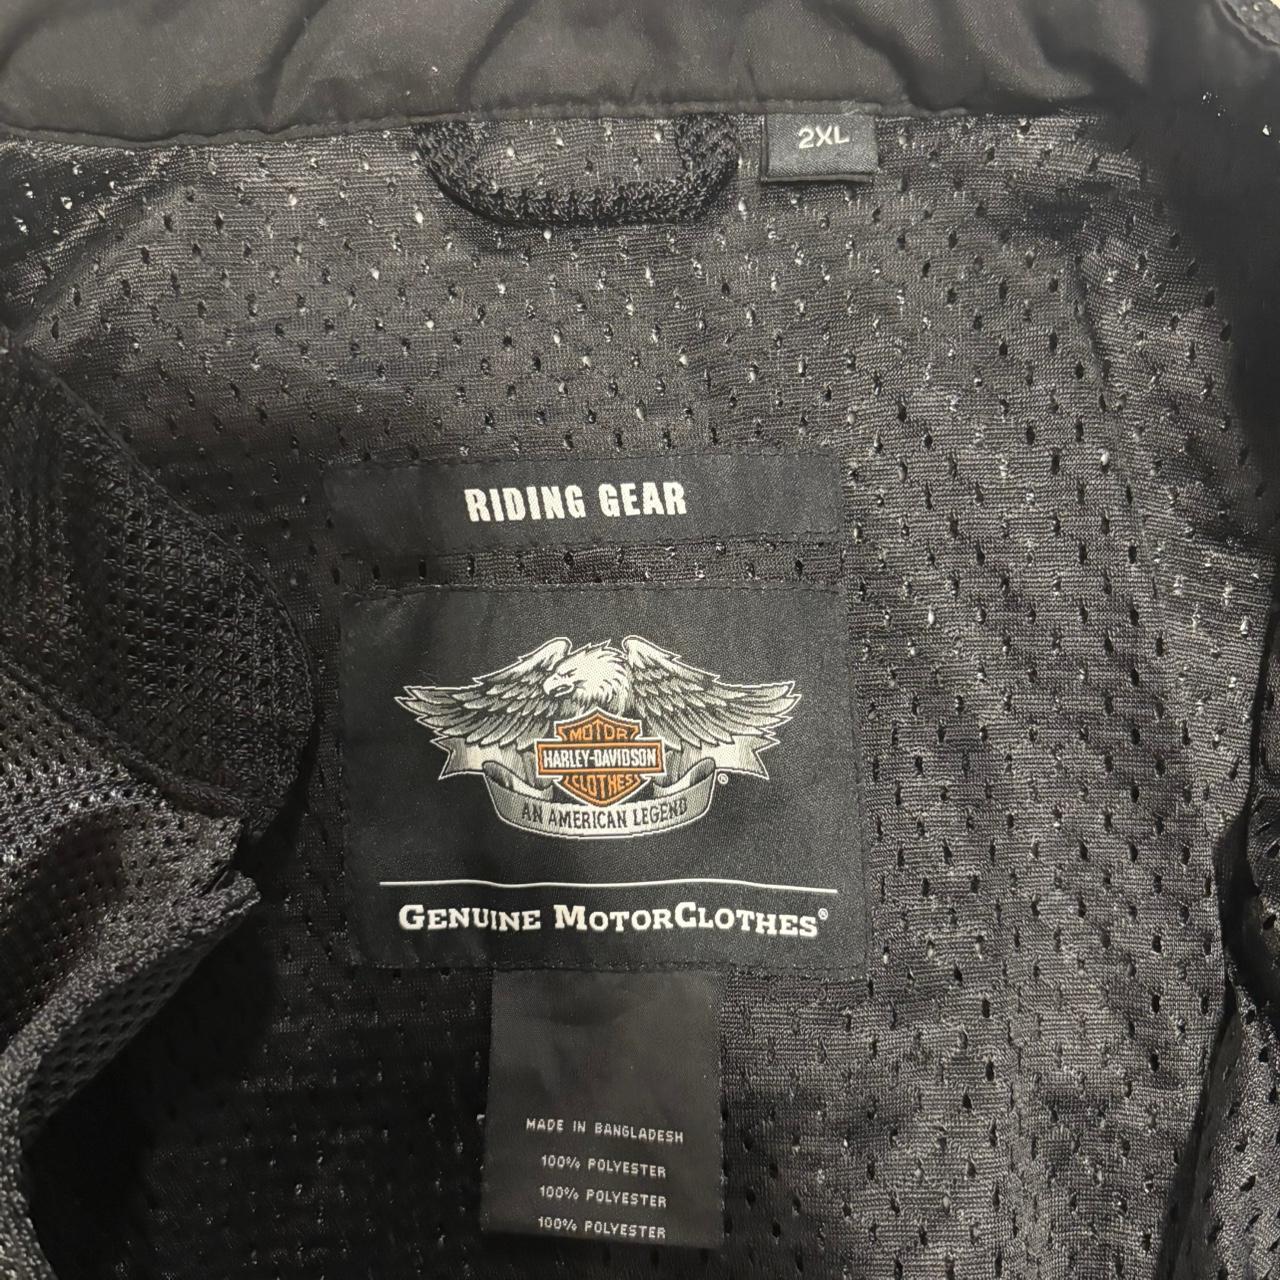 2XL
RIDING GEAR
MOTOR
HARLEY-DAVIDSON
CLOTHES
®
AN AMERICAN LEGEND
GENUINE MOTORCLOTHES®
MADE IN BANGLADESH
100% POLYESTER
100% POLYESTER
100% POLYESTER